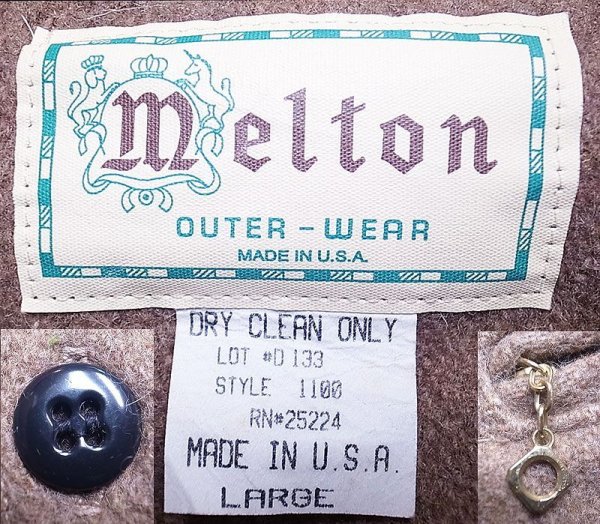 Melton
OUTER-WEAR
MADE IN U.S.A.
DRY CLEAN ONLY
LOT #D133
STYLE 1100
RN#25224
MADE IN U.S.A.
LARGE